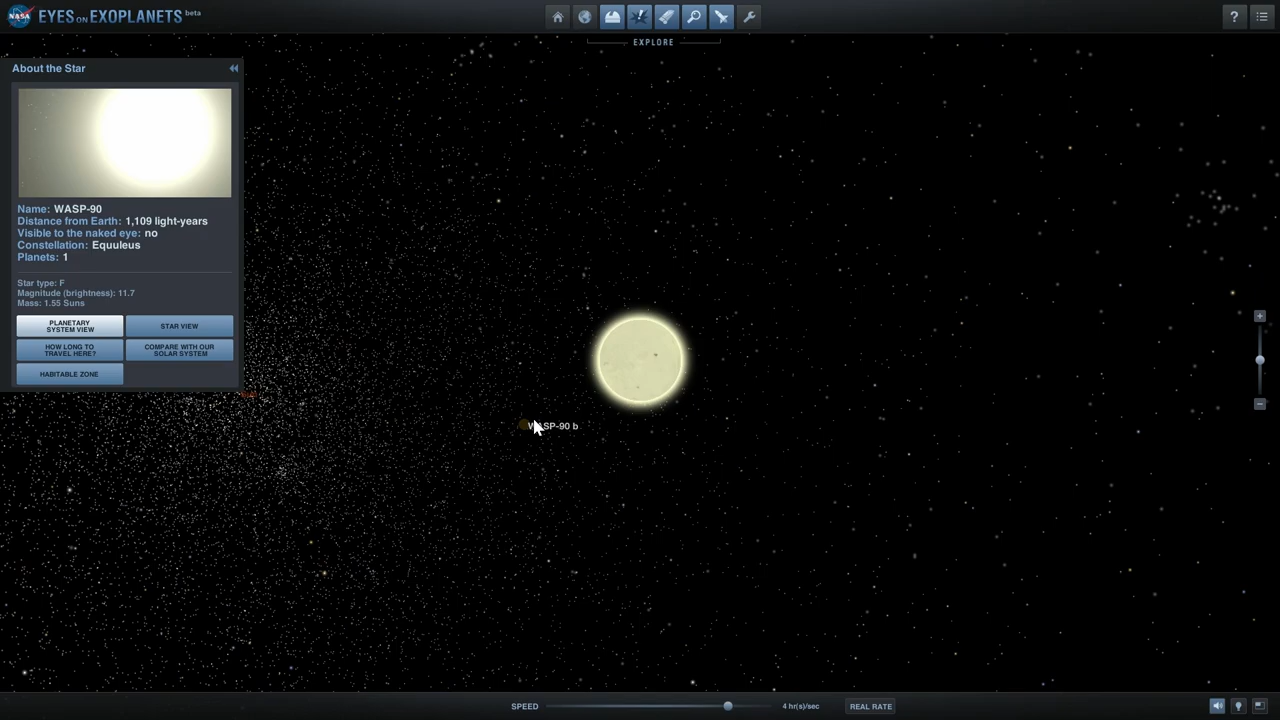 NASA
EYES ON EXOPLANETS beta
EXPLORE
About the Star
Name: WASP-90
Distance from Earth: 1,109 light-years
Visible to the naked eye: no
Constellation: Equuleus
Planets: 1
Star type: F
Magnitude (brightness): 11.7
Mass: 1.55 Suns
PLANETARY
SYSTEM VIEW
STAR VIEW
HOW LONG TO
TRAVEL HERE?
COMPARE WITH OUR
SOLAR SYSTEM
HABITABLE ZONE
WASP-90 b
SPEED
4 hr(s)/sec
REAL RATE